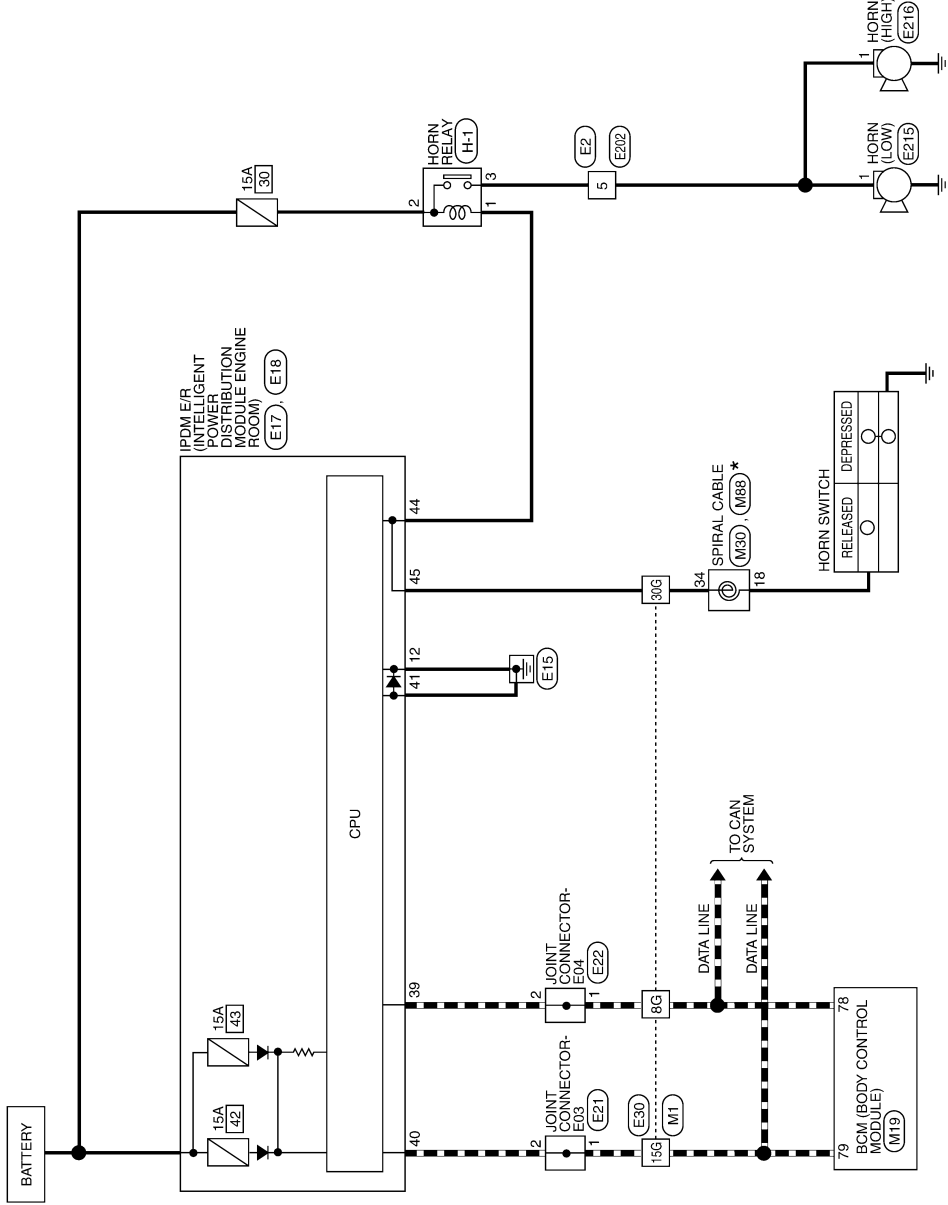 BATTERY
15A
42
15A
43
IPDM E/R
(INTELLIGENT
POWER
DISTRIBUTION
MODULE ENGINE
ROOM)
E17 , E18
CPU
40
39
41
12
45
44
15A
30
HORN
RELAY
H-1
2
1
3
E2
E202
5
HORN
(LOW)
E215
1
HORN
(HIGH)
E216
1
JOINT
CONNECTOR-
E03
E21
2
1
JOINT
CONNECTOR-
E04
E22
2
1
E15
E30
M1
15G
8G
30G
SPIRAL CABLE
M30 , M88 *
34
18
HORN SWITCH
RELEASED
DEPRESSED
DATA LINE
DATA LINE
TO CAN
SYSTEM
79
78
BCM (BODY CONTROL
MODULE)
M19